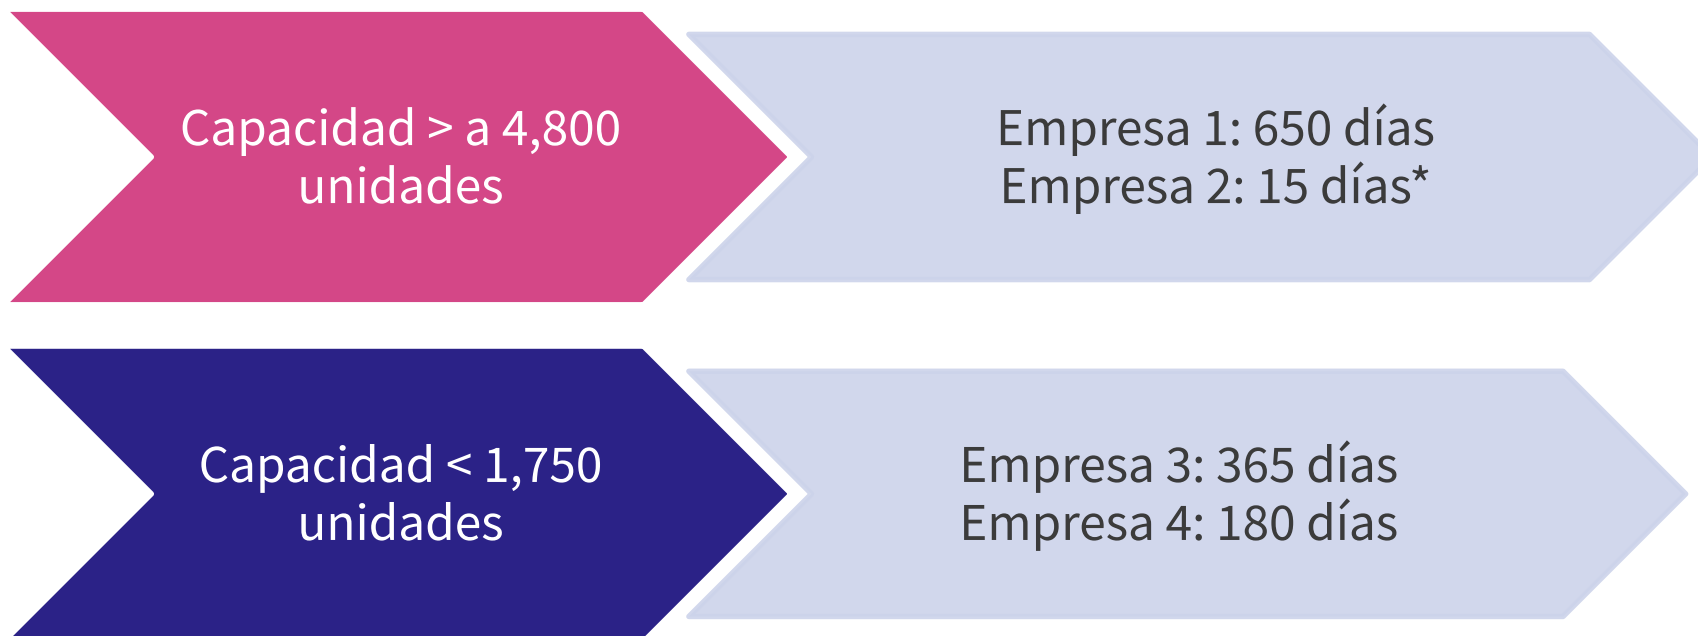 Capacidad > a 4,800
unidades
Empresa 1: 650 días
Empresa 2: 15 días*
Capacidad < 1,750
unidades
Empresa 3: 365 días
Empresa 4: 180 días